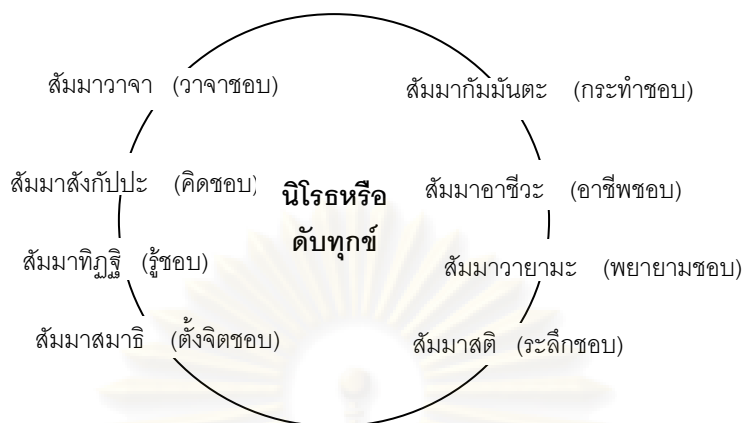 สัมมาวาจา (วาจาชอบ)
สัมมากัมมันตะ (กระทำชอบ)
สัมมาสังกัปปะ (คิดชอบ)
สัมมาอาชีวะ (อาชีพชอบ)
นิโรธหรือ
ดับทุกข์
สัมมาทิฏฐิ (รู้ชอบ)
สัมมาวายามะ (พยายามชอบ)
สัมมาสมาธิ (ตั้งจิตชอบ)
สัมมาสติ (ระลึกชอบ)